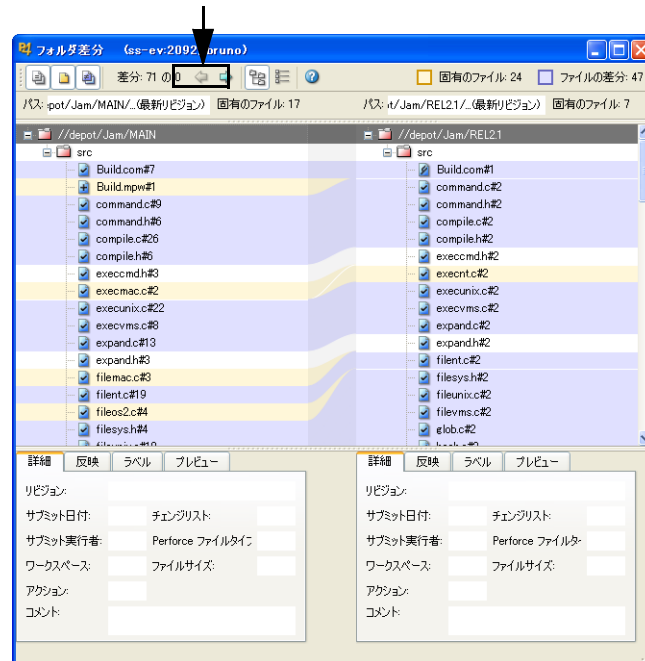 フォルダ差分 (ss-ev:2092, bruno)
差分: 71 の 0 固有のファイル: 24 ファイルの差分: 47
パス: pot/Jam/MAIN/...(最新リビジョン) 固有のファイル: 17 パス: t/Jam/REL2.1/...(最新リビジョン) 固有のファイル: 7
//depot/Jam/MAIN
src
Build.com#7
Build.mpw#1
command.c#9
command.h#6
compile.c#26
compile.h#6
execcmd.h#3
execmac.c#2
execunix.c#22
execvms.c#8
expand.c#13
expand.h#3
filemac.c#3
filent.c#19
fileos2.c#4
filesys.h#4
//depot/Jam/REL2.1
src
Build.com#1
command.c#2
command.h#2
compile.c#2
compile.h#2
execcmd.h#2
execnt.c#2
execunix.c#2
execvms.c#2
expand.c#2
expand.h#2
filent.c#2
filesys.h#2
fileunix.c#2
filevms.c#2
glob.c#2
詳細 反映 ラベル プレビュー
リビジョン:
サブミット日付: チェンジリスト:
サブミット実行者: Perforce ファイルタイ
ワークスペース: ファイルサイズ:
アクション:
コメント:
詳細 反映 ラベル プレビュー
リビジョン:
サブミット日付: チェンジリスト:
サブミット実行者: Perforce ファイルタ
ワークスペース: ファイルサイズ:
アクション:
コメント: